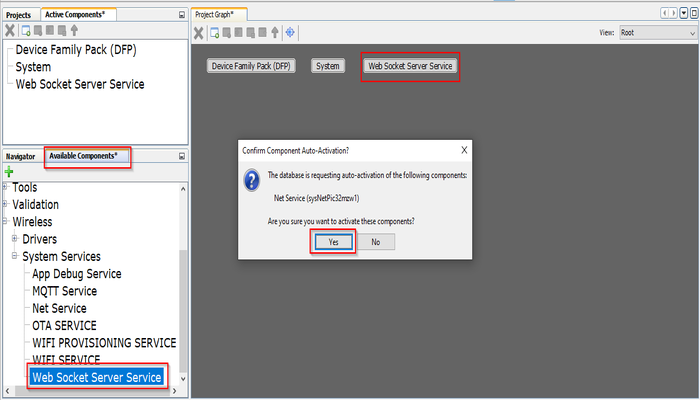 Projects
Active Components*
Device Family Pack (DFP)
System
Web Socket Server Service
Navigator
Available Components*
Tools
Validation
Wireless
Drivers
System Services
App Debug Service
MQTT Service
Net Service
OTA SERVICE
WIFI PROVISIONING SERVICE
WIFI SERVICE
Web Socket Server Service
Project Graph*
View: Root
Device Family Pack (DFP)
System
Web Socket Server Service
Confirm Component Auto-Activation?
The database is requesting auto-activation of the following components:
Net Service (sysNetPic32mzw1)
Are you sure you want to activate these components?
Yes
No